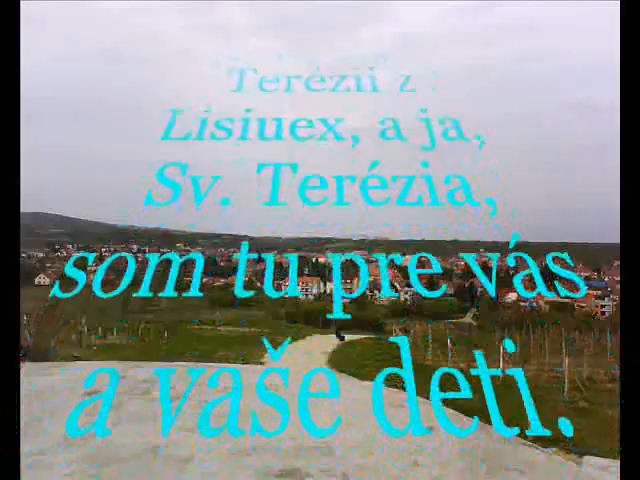 Terézii z
Lisiuex, a ja,
Sv. Terézia,
som tu pre vás
a vaše deti.